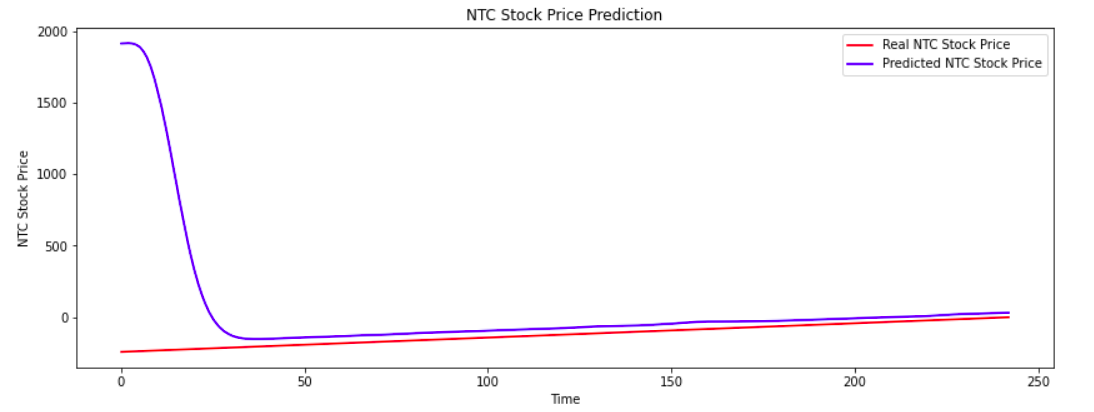 NTC Stock Price Prediction
Real NTC Stock Price
Predicted NTC Stock Price
NTC Stock Price
2000
1500
1000
500
0
0 50 100 150 200 250
Time